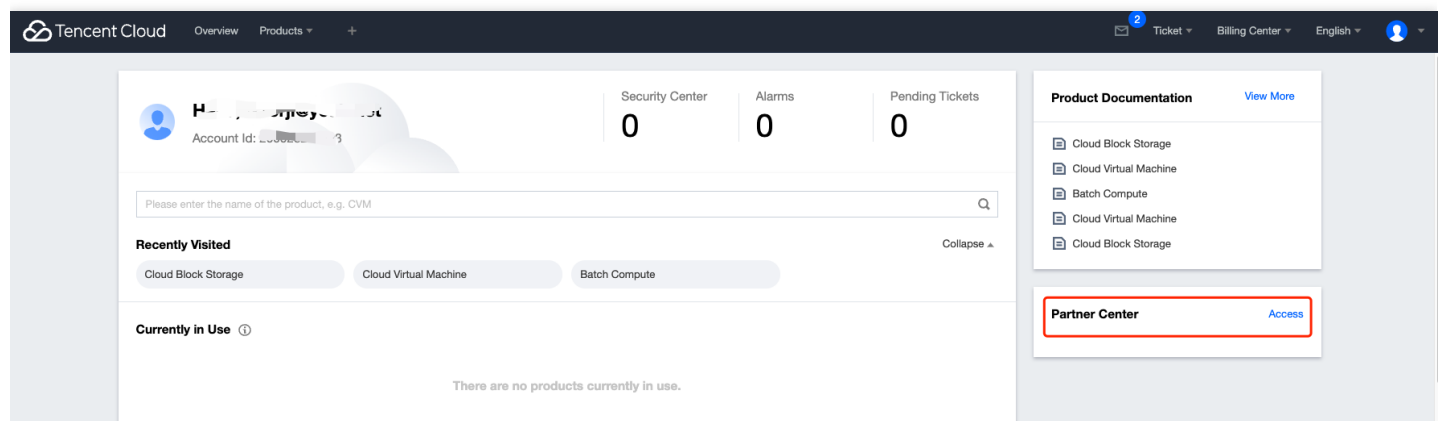 Tencent Cloud Overview Products + 2 Ticket Billing Center English
Security Center Alarms Pending Tickets
Account Id:
0 0 0
Please enter the name of the product, e.g. CVM
Recently Visited Collapse
Cloud Block Storage Cloud Virtual Machine Batch Compute
Currently in Use
There are no products currently in use.
Product Documentation View More
Cloud Block Storage
Cloud Virtual Machine
Batch Compute
Cloud Virtual Machine
Cloud Block Storage
Partner Center Access